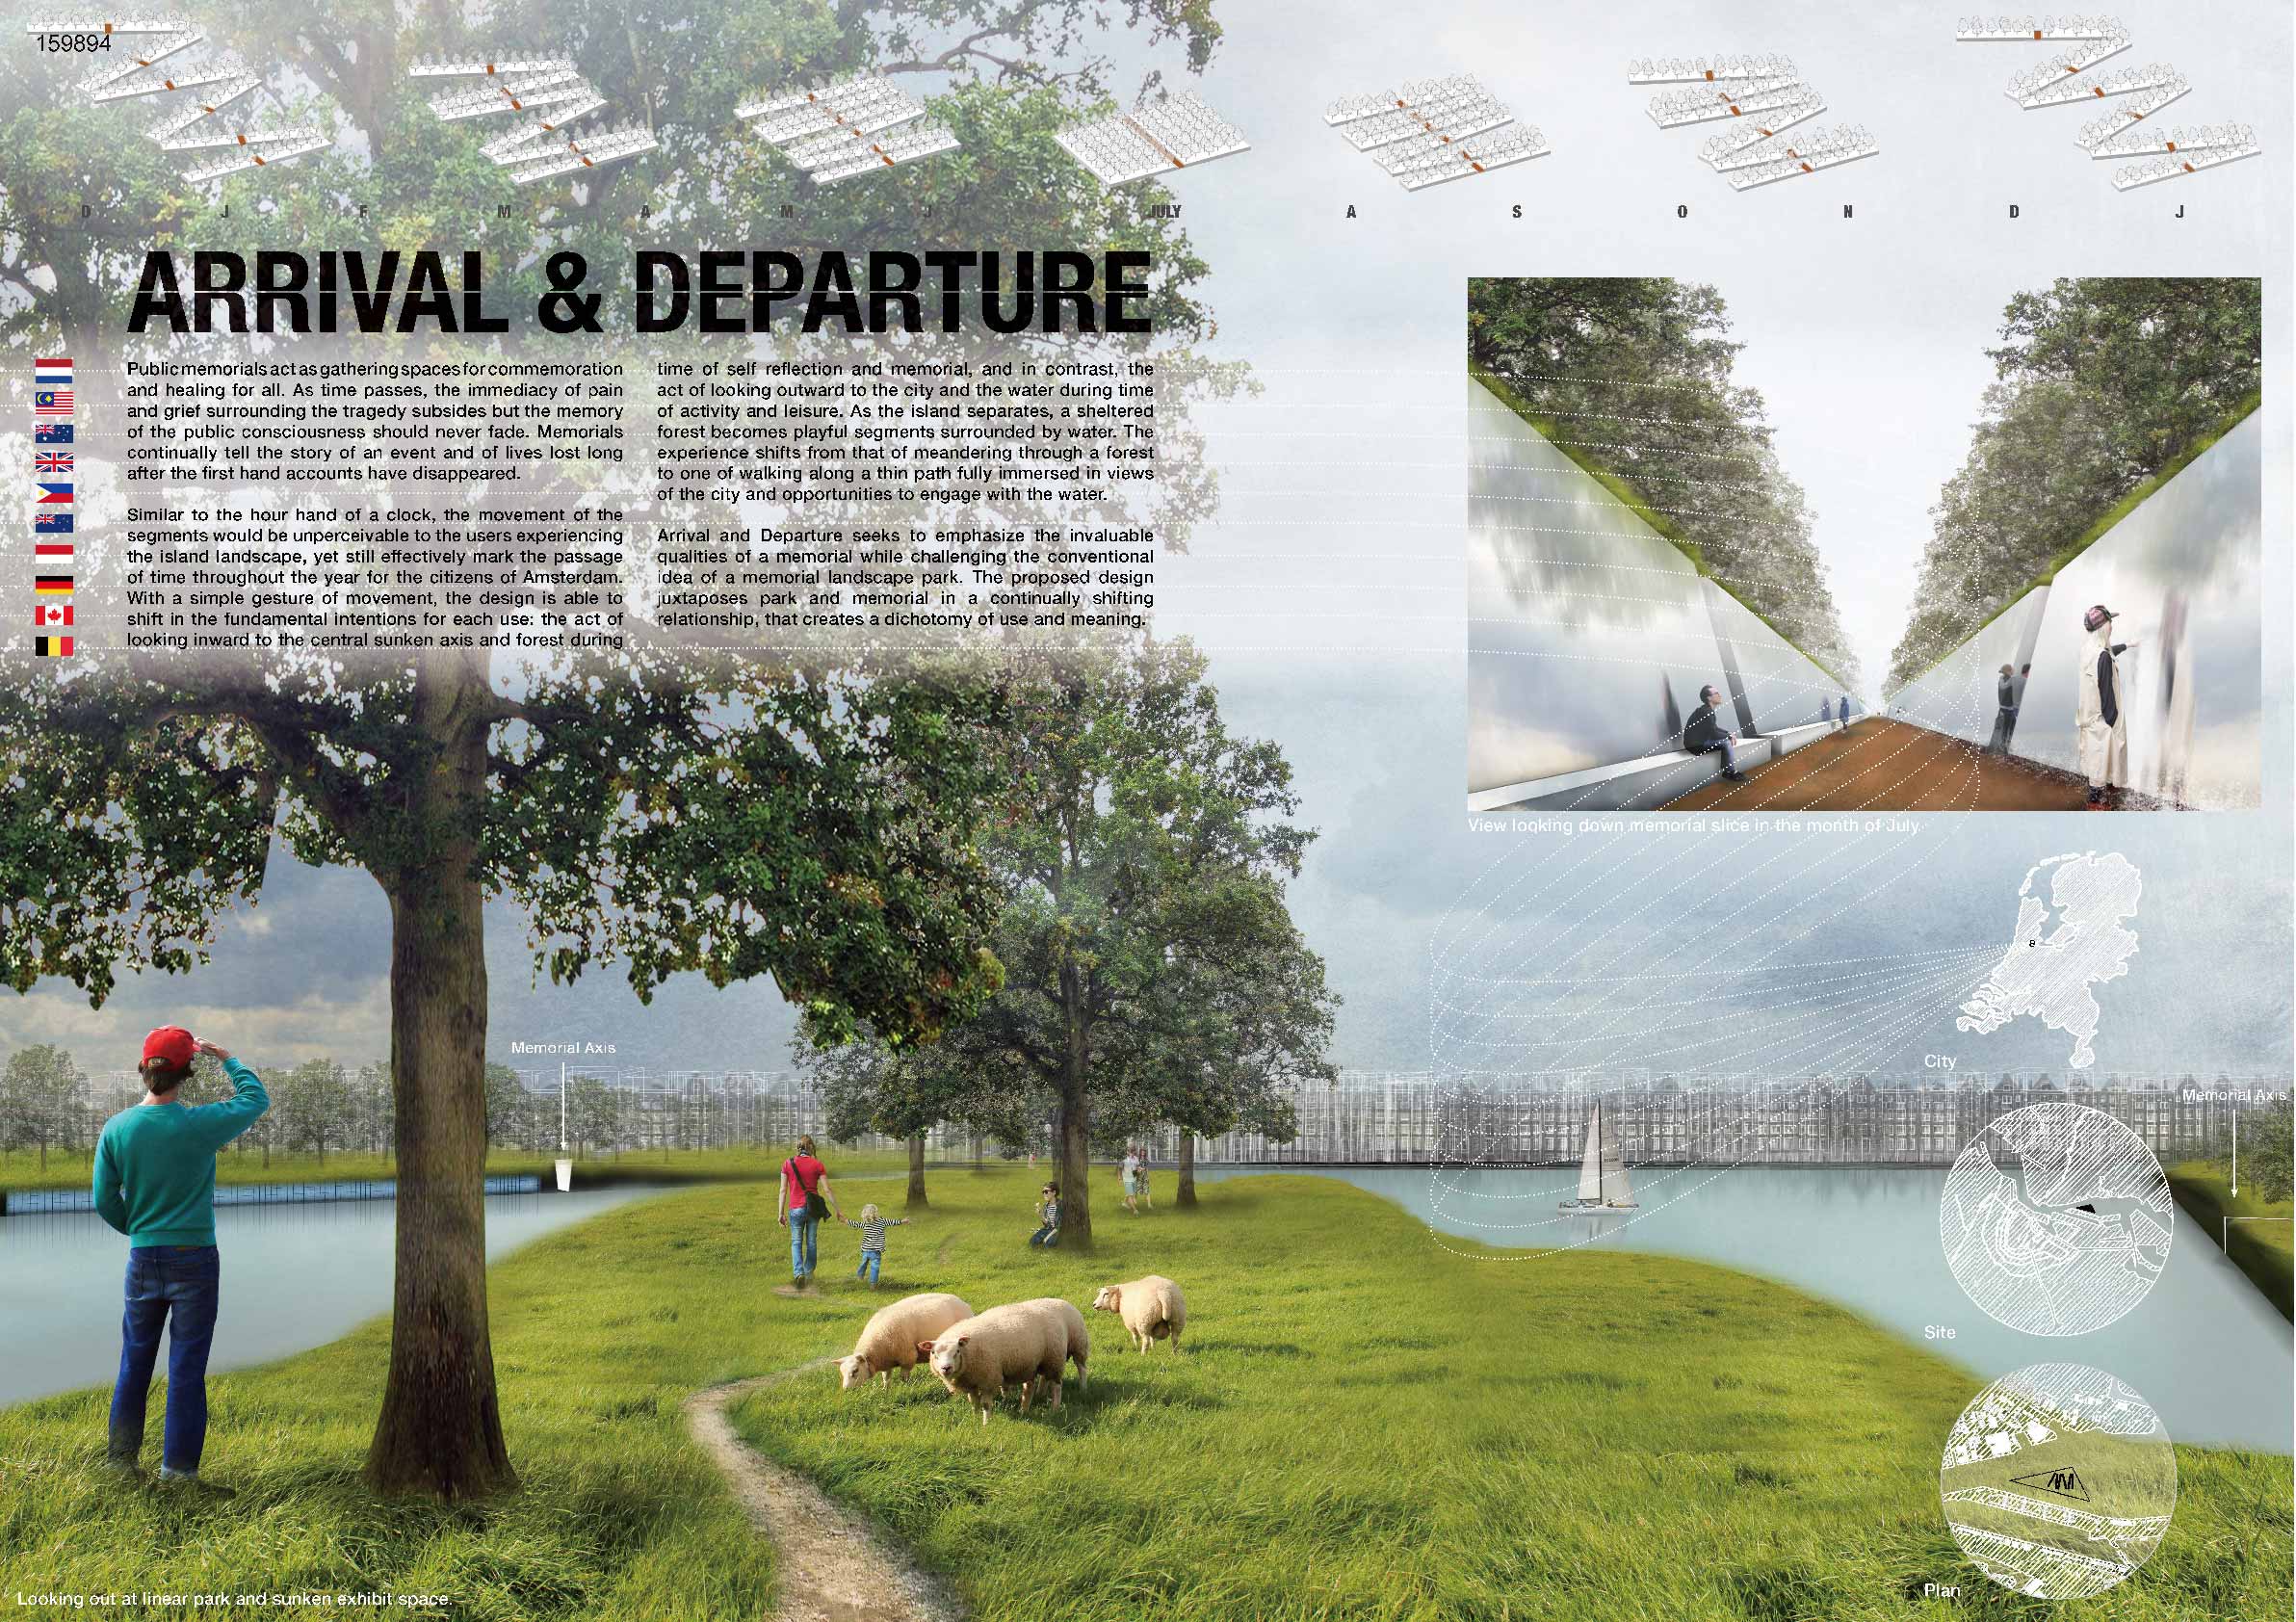 159894
D J F M A M J JULY A S O N D J
ARRIVAL & DEPARTURE
Public memorials act as gathering spaces for commemoration
and healing for all. As time passes, the immediacy of pain
and grief surrounding the tragedy subsides but the memory
of the public consciousness should never fade. Memorials
continually tell the story of an event and of lives lost long
after the first hand accounts have disappeared.
Similar to the hour hand of a clock, the movement of the
segments would be unperceivable to the users experiencing
the island landscape, yet still effectively mark the passage
of time throughout the year for the citizens of Amsterdam.
With a simple gesture of movement, the design is able to
shift in the fundamental intentions for each use: the act of
looking inward to the central sunken axis and forest during
time of self reflection and memorial, and in contrast, the
act of looking outward to the city and the water during time
of activity and leisure. As the island separates, a sheltered
forest becomes playful segments surrounded by water. The
experience shifts from that of meandering through a forest
to one of walking along a thin path fully immersed in views
of the city and opportunities to engage with the water.
Arrival and Departure seeks to emphasize the invaluable
qualities of a memorial while challenging the conventional
idea of a memorial landscape park. The proposed design
juxtaposes park and memorial in a continually shifting
relationship, that creates a dichotomy of use and meaning.
View looking down memorial slice in the month of July
Memorial Axis
City
Memorial Axis
Site
Plan
Looking out at linear park and sunken exhibit space.